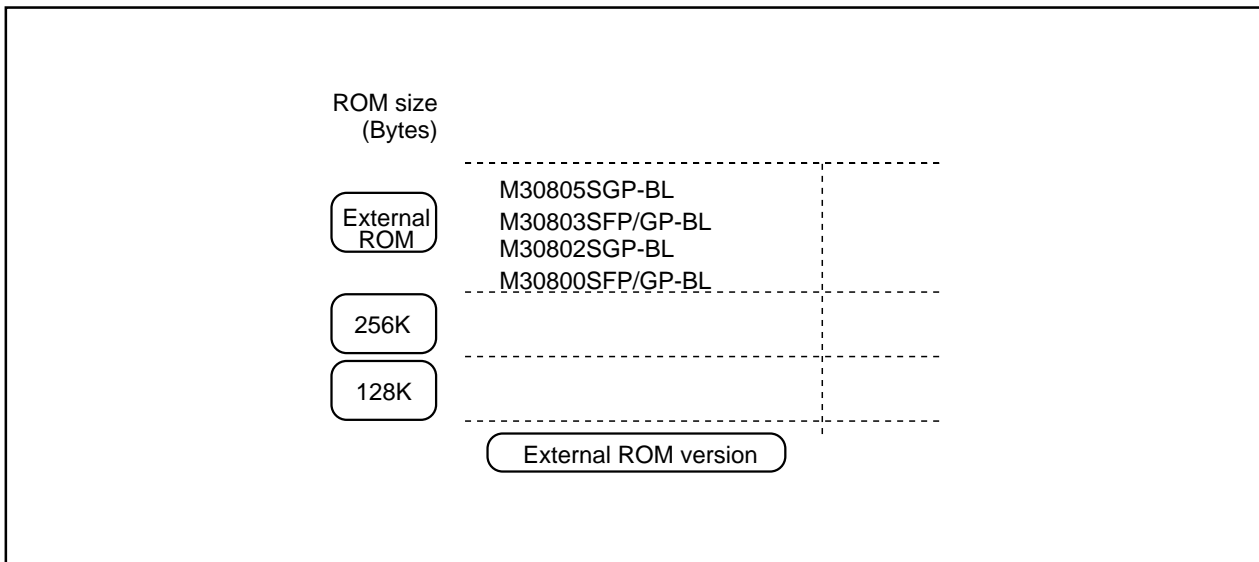 ROM size
(Bytes)
External
ROM
M30805SGP-BL
M30803SFP/GP-BL
M30802SGP-BL
M30800SFP/GP-BL
256K
128K
External ROM version